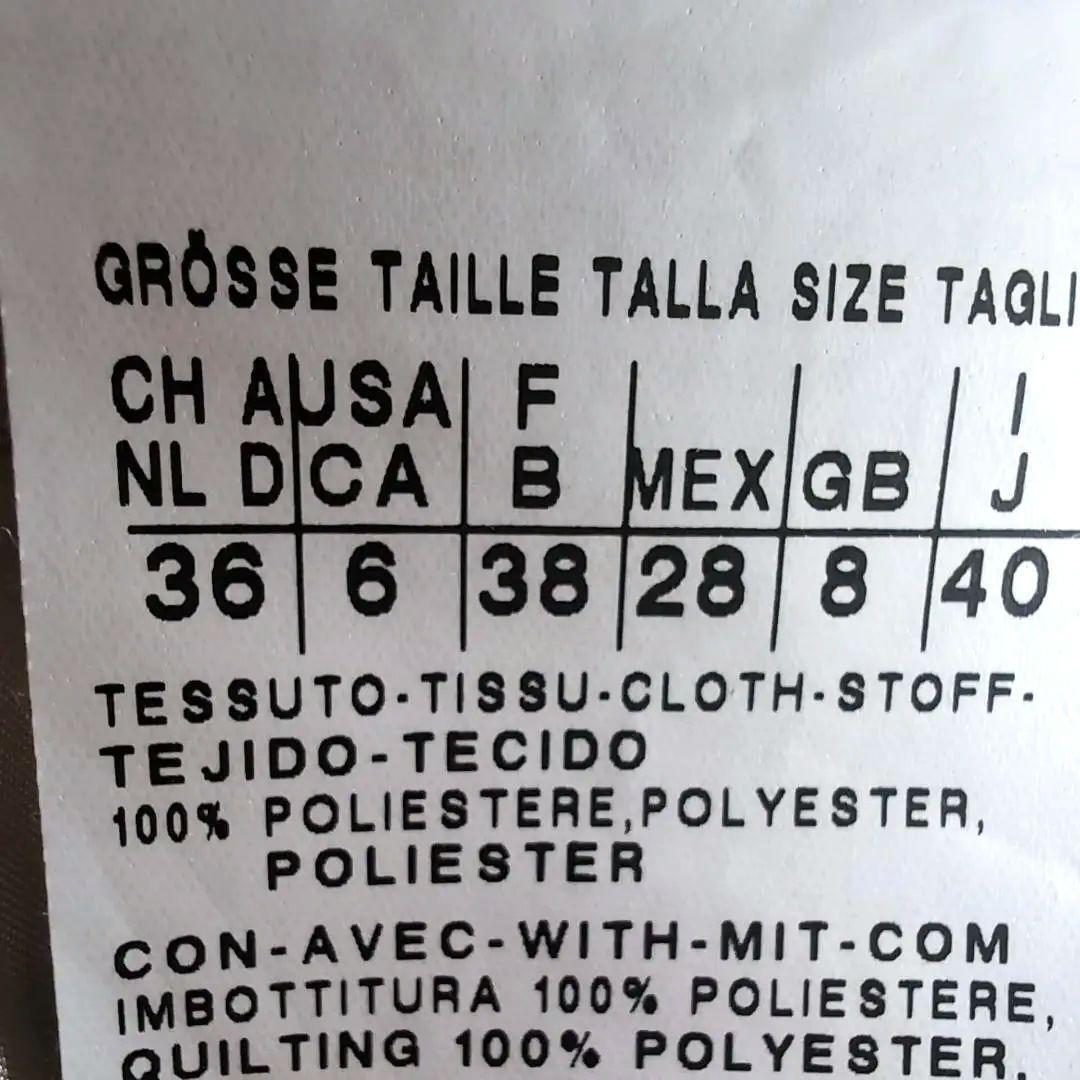 GRÖSSE TAILLE TALLA SIZE TAGLI
CH A USA F I
NL D CA B MEX GB J
36 6 38 28 8 40
TESSUTO-TISSU-CLOTH-STOFF-
TEJIDO-TECIDO
100% POLIESTERE,POLYESTER,
POLIESTER
CON-AVEC-WITH-MIT-COM
IMBOTTITURA 100% POLIESTERE,
QUILTING 100% POLYESTER,